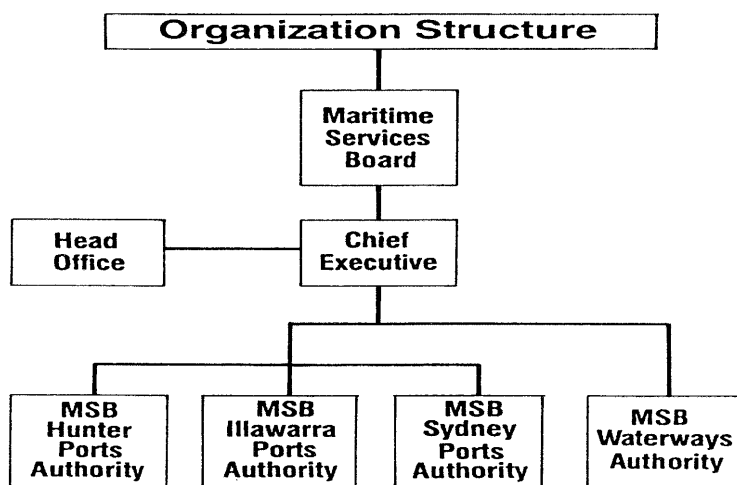 Organization Structure
Maritime
Services
Board
Head
Office
Chief
Executive
MSB
Hunter
Ports
Authority
MSB
Illawarra
Ports
Authority
MSB
Sydney
Ports
Authority
MSB
Waterways
Authority